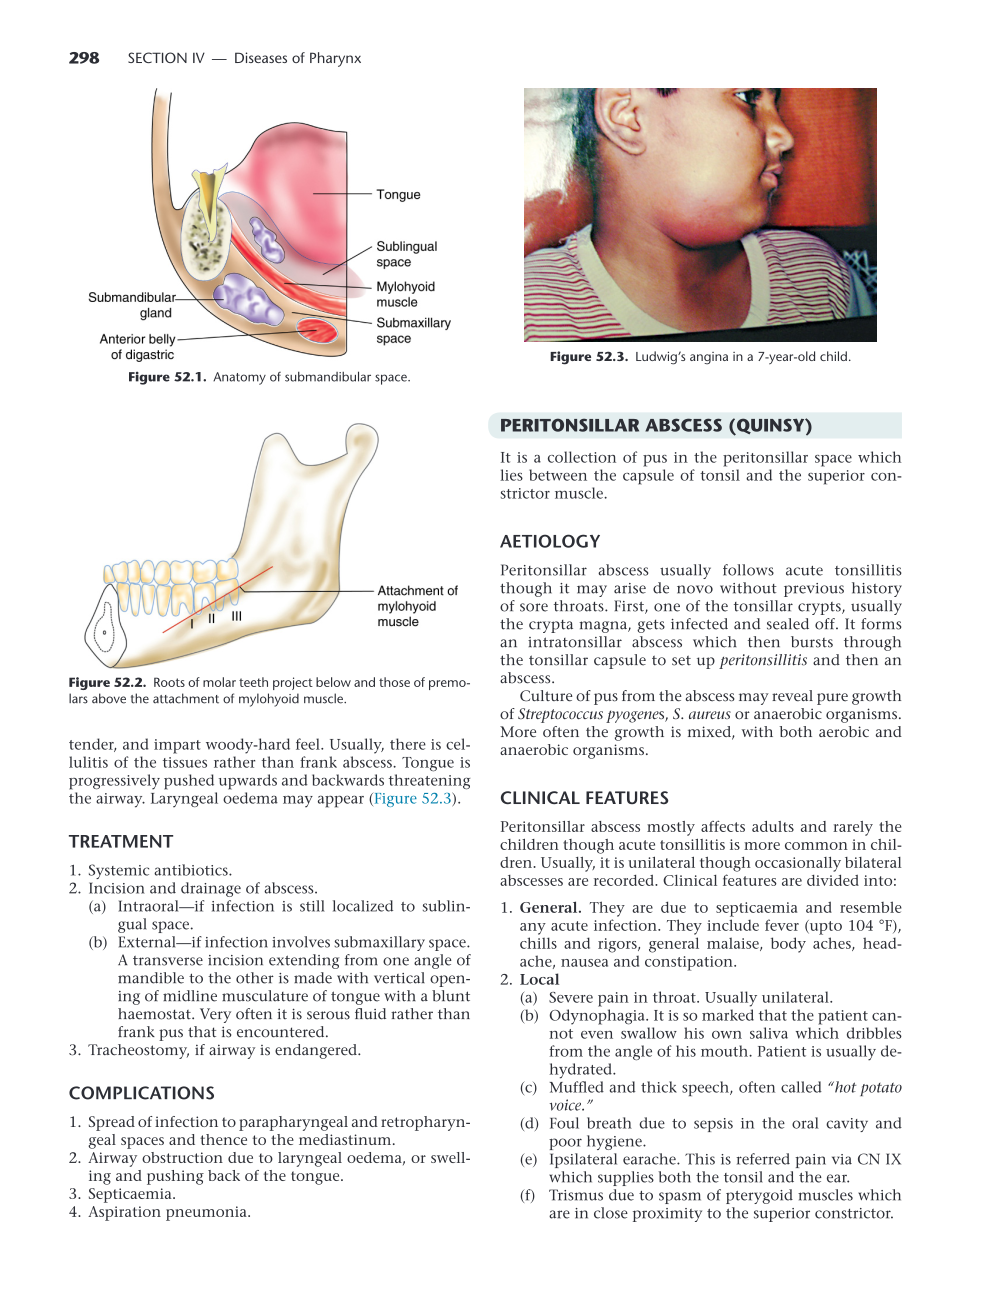 298 SECTION IV — Diseases of Pharynx
Tongue
Sublingual
space
Mylohyoid
muscle
Submandibular
gland
Submaxillary
space
Anterior belly
of digastric
Figure 52.1. Anatomy of submandibular space.
Attachment of
mylohyoid
muscle
I II III
Figure 52.2. Roots of molar teeth project below and those of premo-
lars above the attachment of mylohyoid muscle.
tender, and impart woody-hard feel. Usually, there is cel-
lulitis of the tissues rather than frank abscess. Tongue is
progressively pushed upwards and backwards threatening
the airway. Laryngeal oedema may appear (Figure 52.3).
TREATMENT
1. Systemic antibiotics.
2. Incision and drainage of abscess.
(a) Intraoral—if infection is still localized to sublin-
gual space.
(b) External—if infection involves submaxillary space.
A transverse incision extending from one angle of
mandible to the other is made with vertical open-
ing of midline musculature of tongue with a blunt
haemostat. Very often it is serous fluid rather than
frank pus that is encountered.
3. Tracheostomy, if airway is endangered.
COMPLICATIONS
1. Spread of infection to parapharyngeal and retropharyn-
geal spaces and thence to the mediastinum.
2. Airway obstruction due to laryngeal oedema, or swell-
ing and pushing back of the tongue.
3. Septicaemia.
4. Aspiration pneumonia.
Figure 52.3. Ludwig's angina in a 7-year-old child.
PERITONSILLAR ABSCESS (QUINSY)
It is a collection of pus in the peritonsillar space which
lies between the capsule of tonsil and the superior con-
strictor muscle.
AETIOLOGY
Peritonsillar abscess usually follows acute tonsillitis
though it may arise de novo without previous history
of sore throats. First, one of the tonsillar crypts, usually
the crypta magna, gets infected and sealed off. It forms
an intratonsillar abscess which then bursts through
the tonsillar capsule to set up peritonsillitis and then an
abscess.
Culture of pus from the abscess may reveal pure growth
of Streptococcus pyogenes, S. aureus or anaerobic organisms.
More often the growth is mixed, with both aerobic and
anaerobic organisms.
CLINICAL FEATURES
Peritonsillar abscess mostly affects adults and rarely the
children though acute tonsillitis is more common in chil-
dren. Usually, it is unilateral though occasionally bilateral
abscesses are recorded. Clinical features are divided into:
1. General. They are due to septicaemia and resemble
any acute infection. They include fever (upto 104 °F),
chills and rigors, general malaise, body aches, head-
ache, nausea and constipation.
2. Local
(a) Severe pain in throat. Usually unilateral.
(b) Odynophagia. It is so marked that the patient can-
not even swallow his own saliva which dribbles
from the angle of his mouth. Patient is usually de-
hydrated.
(c) Muffled and thick speech, often called “hot potato
voice.”
(d) Foul breath due to sepsis in the oral cavity and
poor hygiene.
(e) Ipsilateral earache. This is referred pain via CN IX
which supplies both the tonsil and the ear.
(f) Trismus due to spasm of pterygoid muscles which
are in close proximity to the superior constrictor.